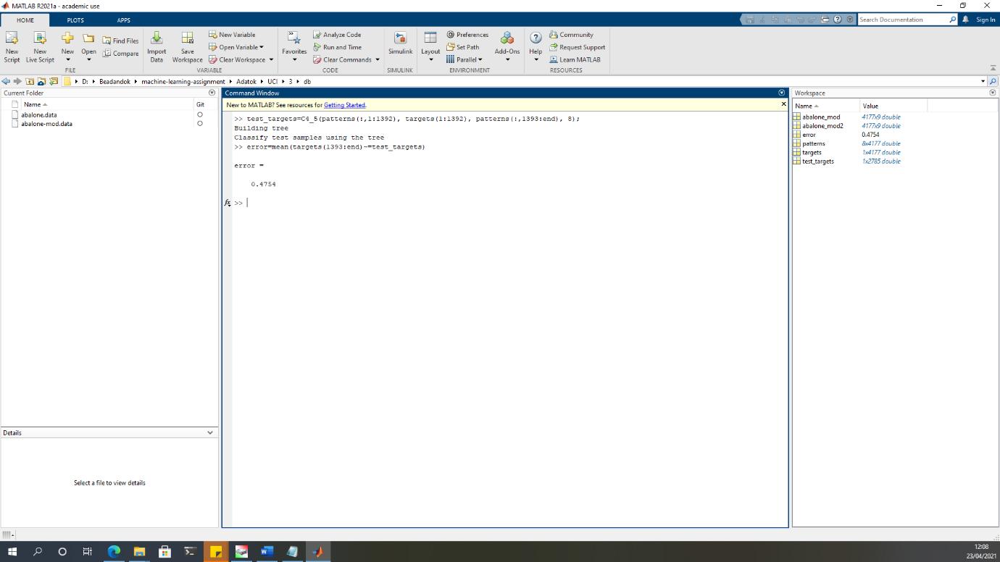 MATLAB R2021a - academic use
HOME PLOTS APPS
Search Documentation Sign In
New Script
New Live Script
New
Open
Find Files
Compare
FILE
Import Data
Save Workspace
New Variable
Open Variable
Clear Workspace
VARIABLE
Favorites
Analyze Code
Run and Time
Clear Commands
CODE
Simulink
SIMULINK
Layout
Preferences
Set Path
Parallel
Add-Ons
ENVIRONMENT
Help
Community
Request Support
Learn MATLAB
RESOURCES
D: Beadandok machine-learning-assignment Adatok UCI 3 db
Current Folder
Name Git
abalone.data
abalone-mod.data
Details
Select a file to view details
Command Window
New to MATLAB? See resources for Getting Started.
>> test_targets=C4_5(patterns(:,1:1392), targets(1:1392), patterns(:,1393:end), 8);
Building tree
Classify test samples using the tree
>> error=mean(targets(1393:end)~=test_targets)
error =
0.4754
fx >>
Workspace
Name Value
abalone_mod 4177x9 double
abalone_mod2 4177x9 double
error 0.4754
patterns 8x4177 double
targets 1x4177 double
test_targets 1x2785 double
12:08
23/04/2021